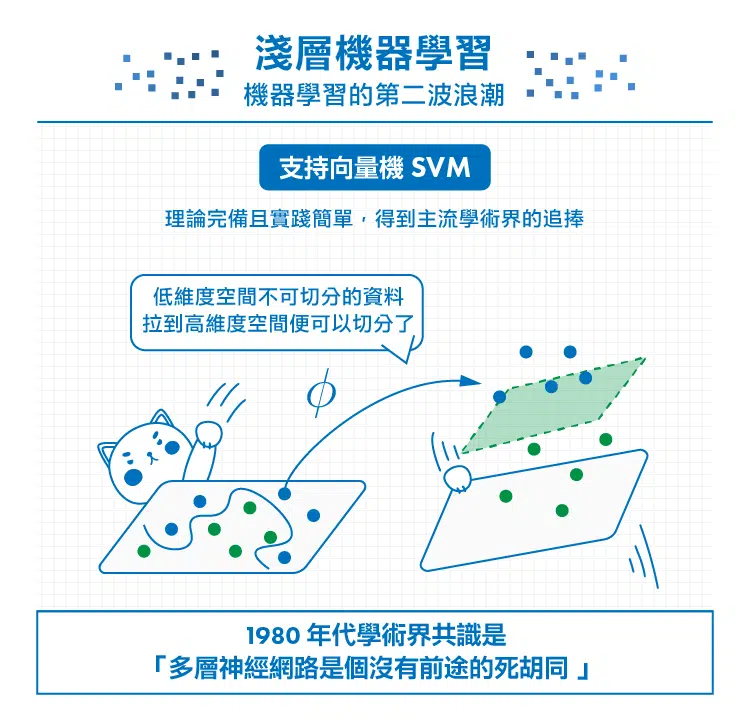 淺層機器學習
機器學習的第二波浪潮
支持向量機 SVM
理論完備且實踐簡單，得到主流學術界的追捧
低維度空間不可切分的資料
拉到高維度空間便可以切分了
ϕ
1980 年代學術界共識是
「多層神經網路是個沒有前途的死胡同 」